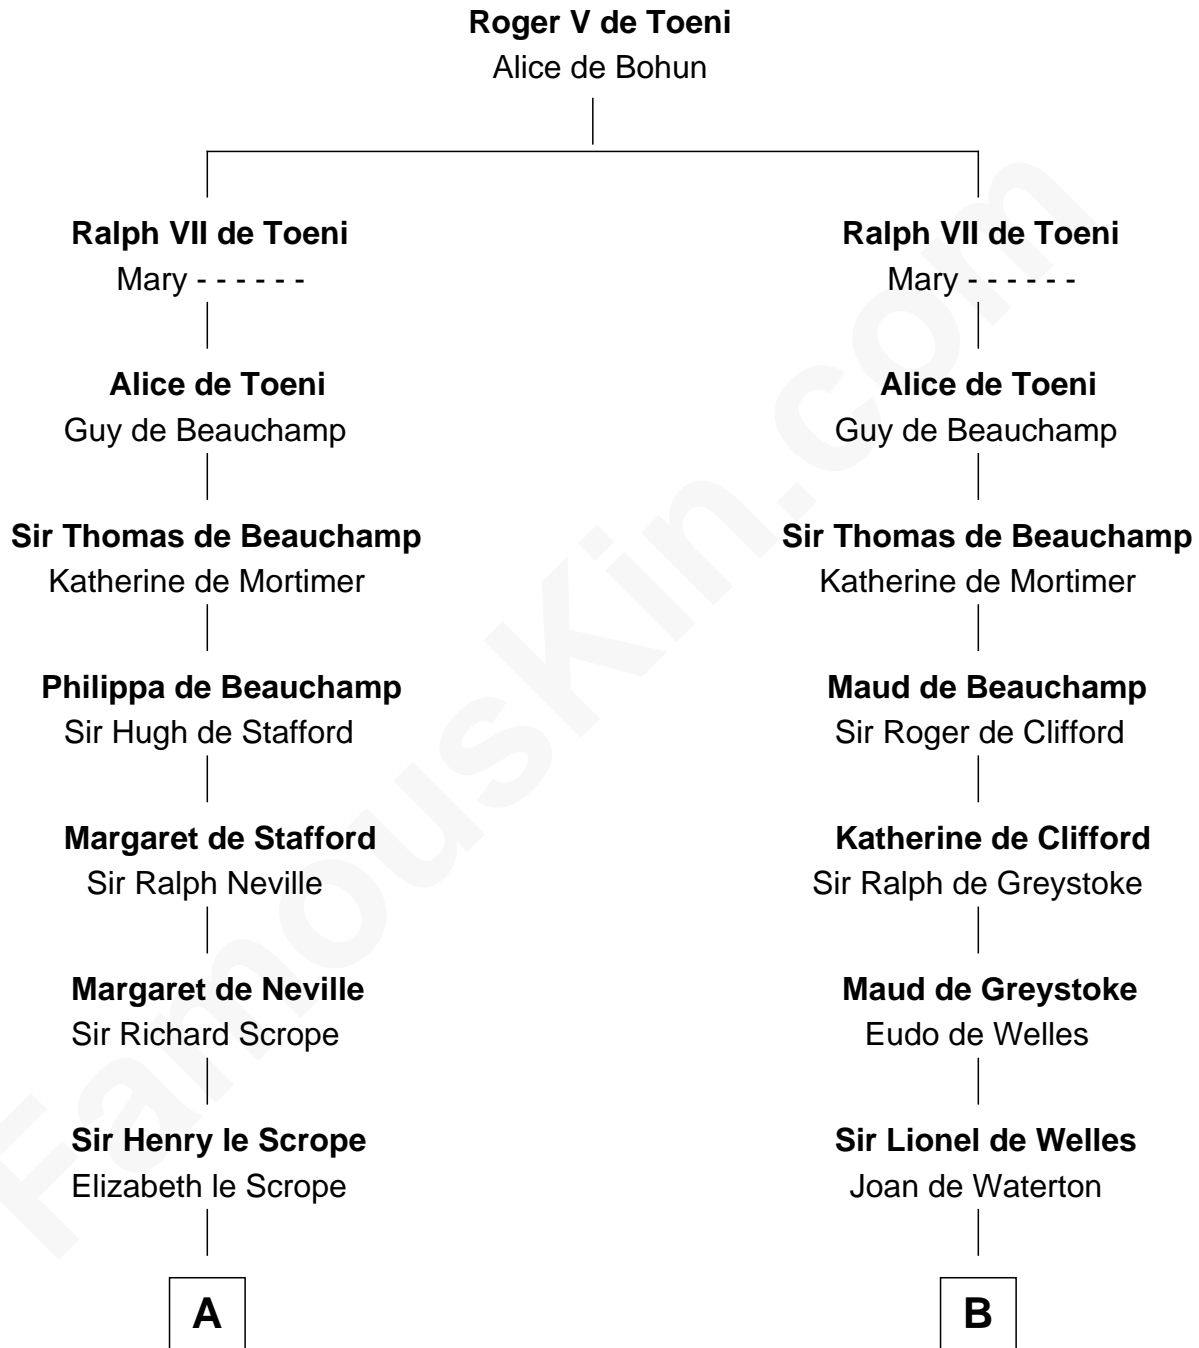 Roger V de Toeni
Alice de Bohun
Ralph VII de Toeni
Mary - - - - - -
Ralph VII de Toeni
Mary - - - - - -
Alice de Toeni
Guy de Beauchamp
Alice de Toeni
Guy de Beauchamp
Sir Thomas de Beauchamp
Katherine de Mortimer
Sir Thomas de Beauchamp
Katherine de Mortimer
Philippa de Beauchamp
Sir Hugh de Stafford
Maud de Beauchamp
Sir Roger de Clifford
Margaret de Stafford
Sir Ralph Neville
Katherine de Clifford
Sir Ralph de Greystoke
Margaret de Neville
Sir Richard Scrope
Maud de Greystoke
Eudo de Welles
Sir Henry le Scrope
Elizabeth le Scrope
Sir Lionel de Welles
Joan de Waterton
A
B
FamousKin.com